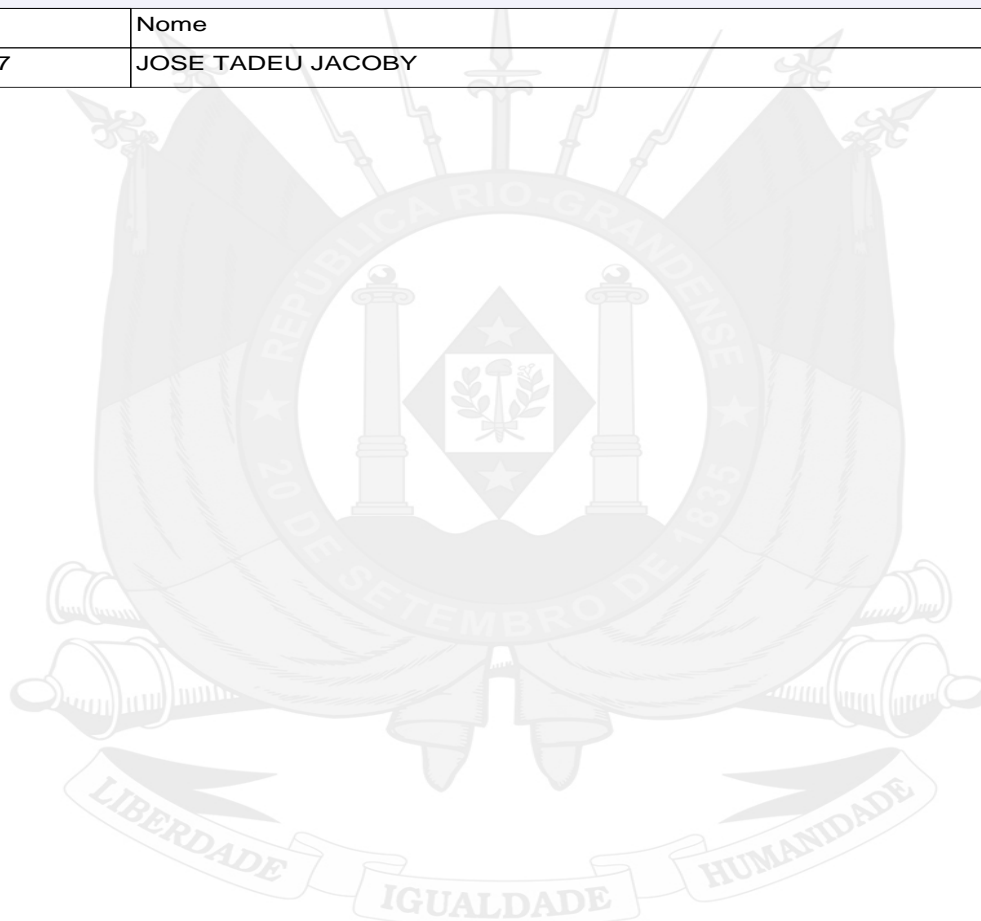 Nome
7 JOSE TADEU JACOBY
REPÚBLICA RIO-GRANDENSE
20 DE SETEMBRO DE 1835
LIBERDADE IGUALDADE HUMANIDADE